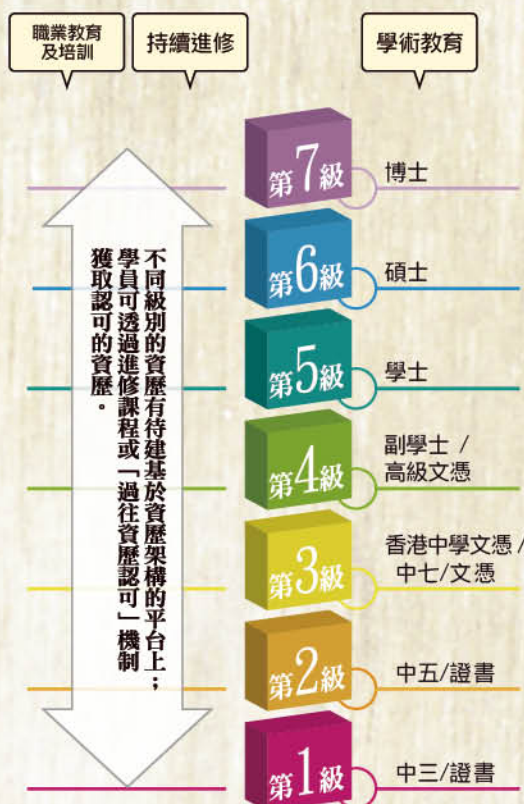 職業教育
及培訓
持續進修
學術教育
不同級別的資歷有待建基於資歷架構的平台上；
學員可透過進修課程或「過往資歷認可」機制
獲取認可的資歷。
第7級
博士
第6級
碩士
第5級
學士
第4級
副學士 /
高級文憑
第3級
香港中學文憑 /
中七/文憑
第2級
中五/證書
第1級
中三/證書